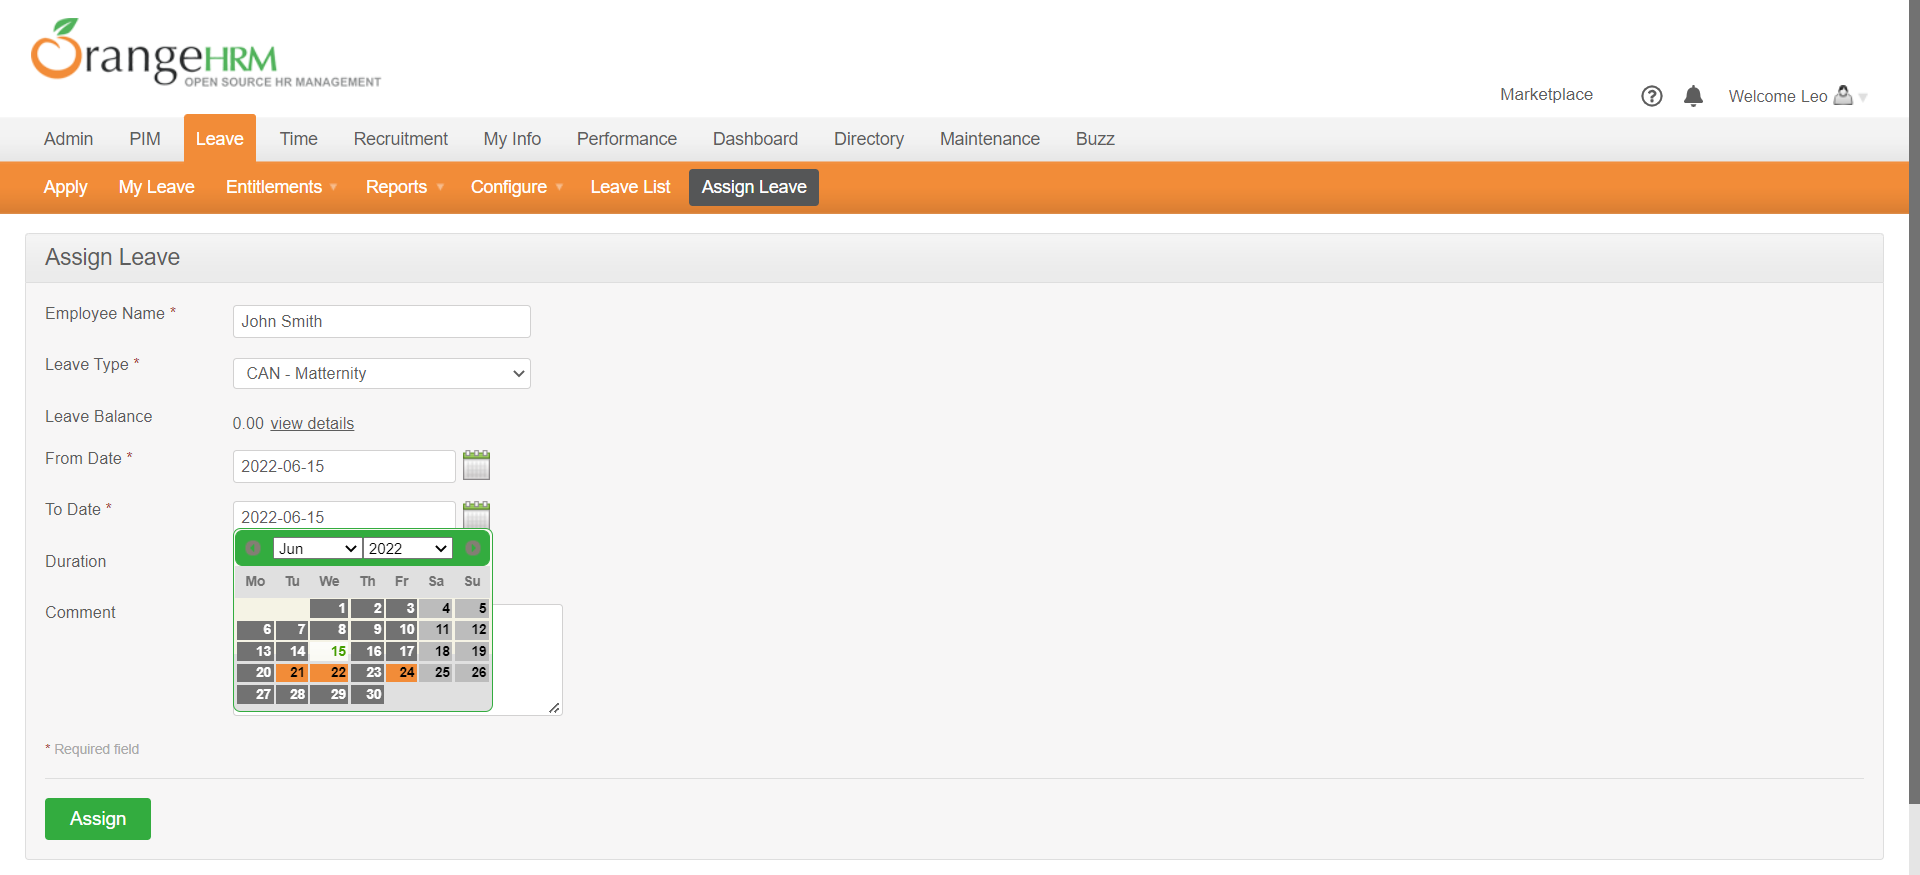 OrangeHRM
OPEN SOURCE HR MANAGEMENT
Marketplace
?
Welcome Leo
Admin PIM Leave Time Recruitment My Info Performance Dashboard Directory Maintenance Buzz
Apply My Leave Entitlements Reports Configure Leave List Assign Leave
Assign Leave
Employee Name * John Smith
Leave Type * CAN - Matternity
Leave Balance 0.00 view details
From Date * 2022-06-15
To Date * 2022-06-15
Jun 2022
Duration
Mo Tu We Th Fr Sa Su
Comment
1 2 3 4 5
6 7 8 9 10 11 12
13 14 15 16 17 18 19
20 21 22 23 24 25 26
27 28 29 30
* Required field
Assign